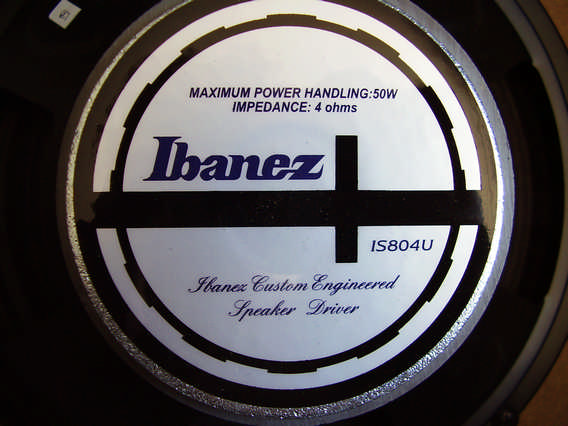 MAXIMUM POWER HANDLING:50W
IMPEDANCE: 4 ohms
Ibanez
IS804U
Ibanez Custom Engineered
Speaker Driver